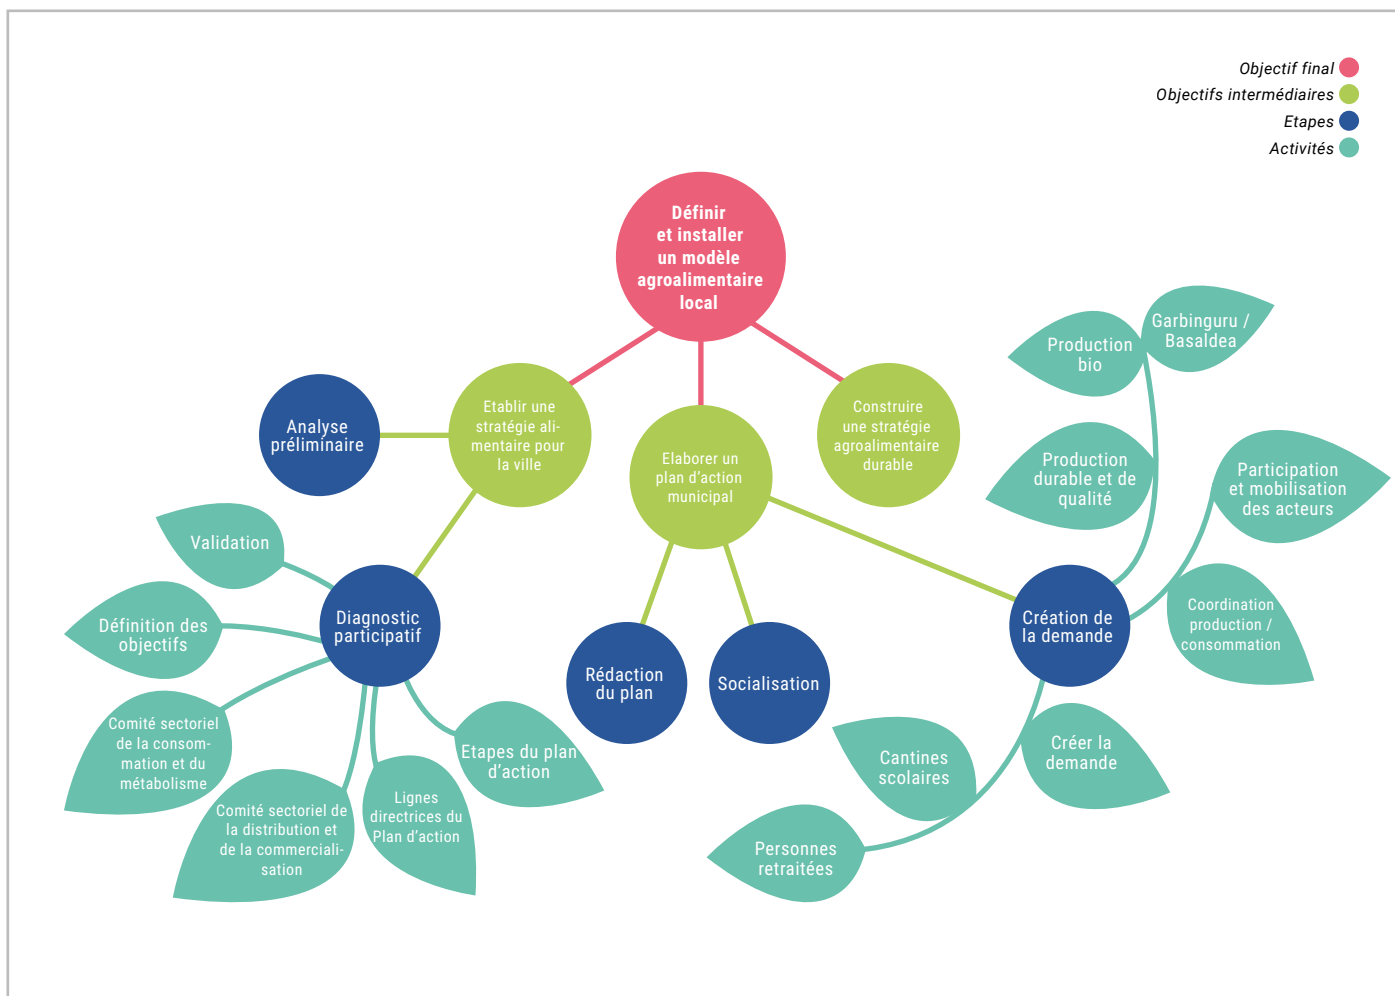 Objectif final
Objectifs intermédiaires
Etapes
Activités
Définir
et installer
un modèle
agroalimentaire
local
Garbinguru /
Basaldea
Production
bio
Analyse
préliminaire
Etablir une
stratégie ali-
mentaire pour
la ville
Elaborer un
plan d'action
municipal
Construire
une stratégie
agroalimentaire
durable
Production
durable et de
qualité
Participation
et mobilisation
des acteurs
Validation
Définition des
objectifs
Diagnostic
participatif
Rédaction
du plan
Socialisation
Création de
la demande
Coordination
production /
consommation
Comité sectoriel
de la consom-
mation et du
métabolisme
Comité sectoriel de
la distribution et
de la commerciali-
sation
Lignes
directrices du
Plan d'action
Etapes du plan
d'action
Cantines
scolaires
Créer la
demande
Personnes
retraitées